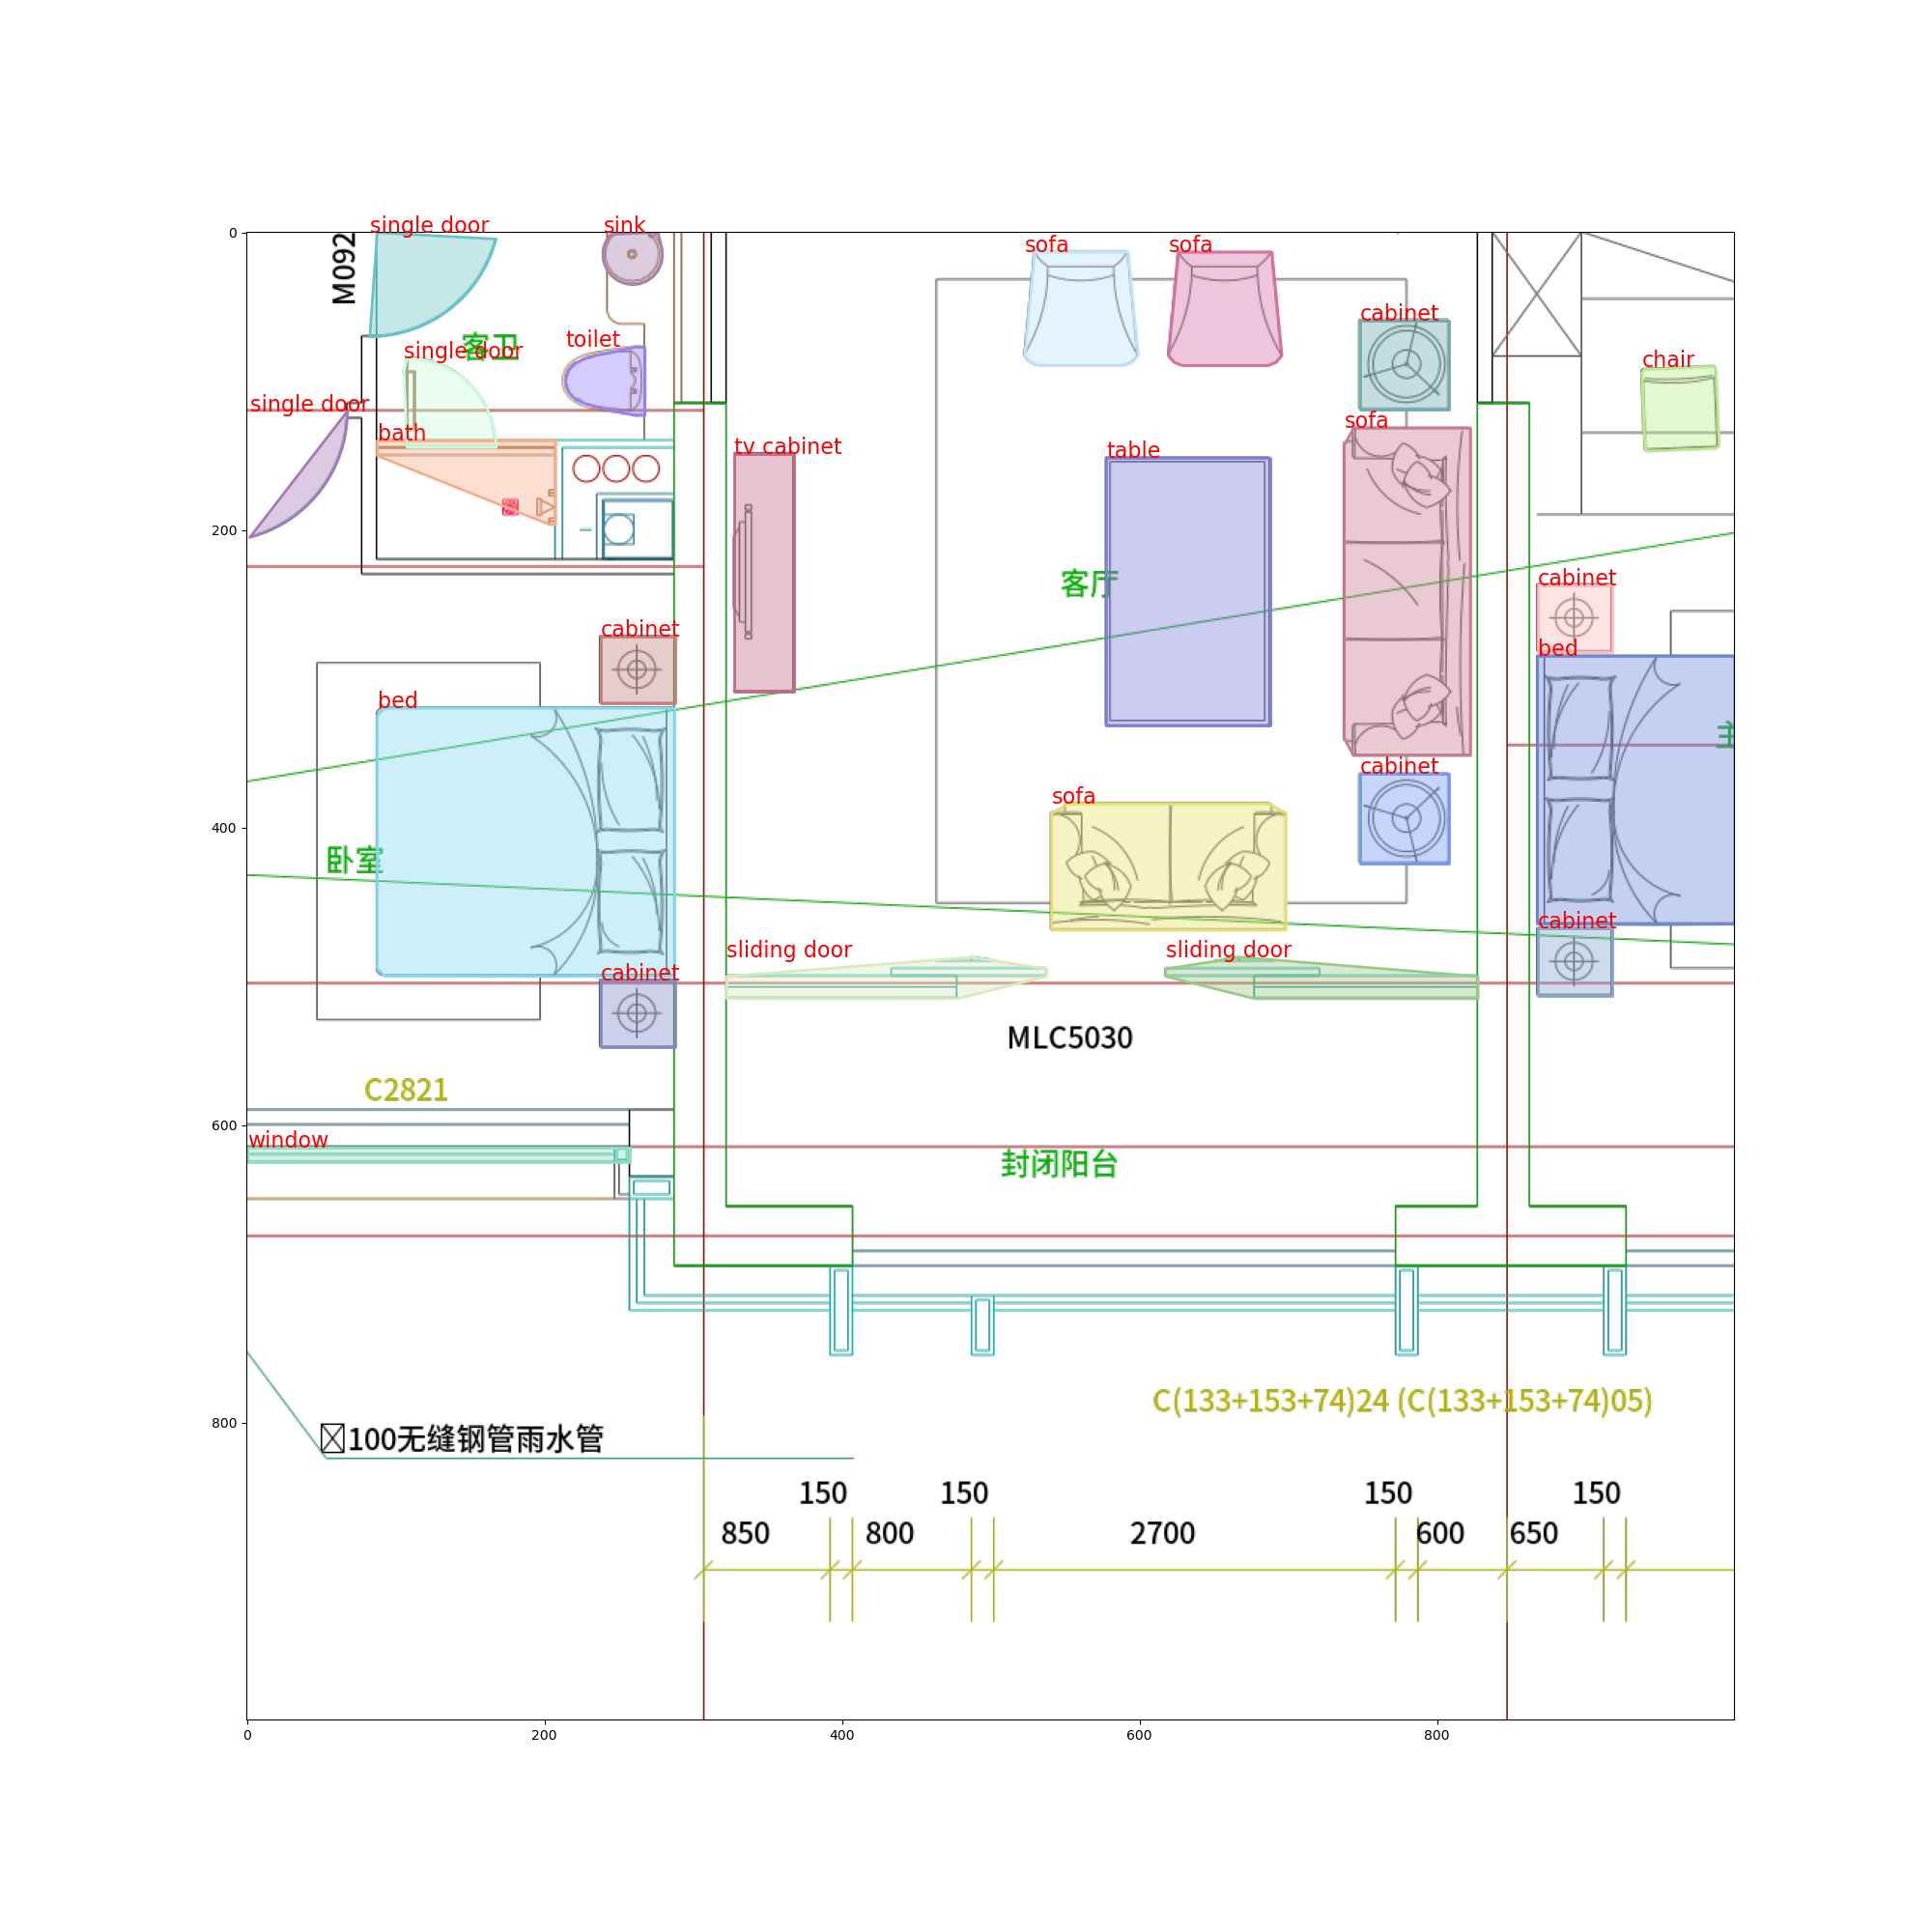 single door
sink
M092
sofa
sofa
客卫
toilet
single door
cabinet
chair
single door
bath
tv cabinet
table
sofa
客厅
cabinet
cabinet
bed
bed
主
cabinet
sofa
卧室
cabinet
sliding door
sliding door
cabinet
MLC5030
C2821
window
封闭阳台
C(133+153+74)24 (C(133+153+74)05)
100无缝钢管雨水管
150
150
150
150
850
800
2700
600
650
0
200
400
600
800
0
200
400
600
800